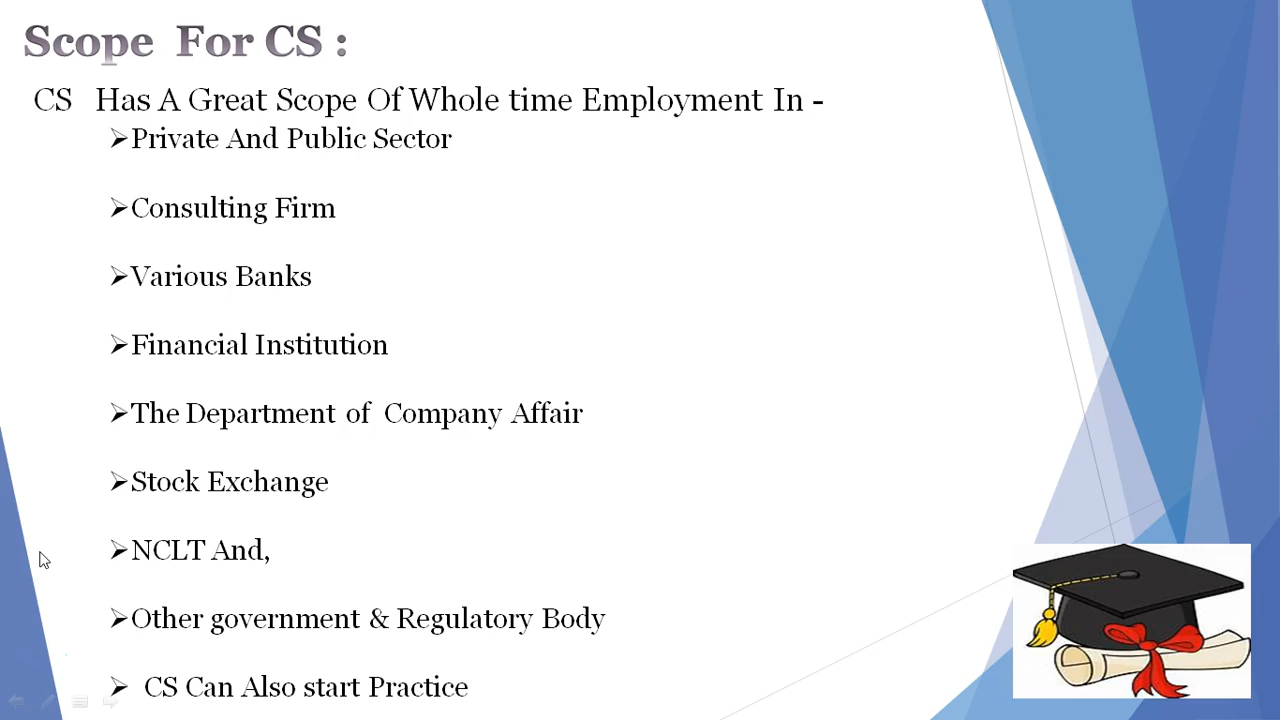 Scope For CS :
CS Has A Great Scope Of Whole time Employment In -
➢Private And Public Sector
➢Consulting Firm
➢Various Banks
➢Financial Institution
➢The Department of Company Affair
➢Stock Exchange
➢NCLT And,
➢Other government & Regulatory Body
➢ CS Can Also start Practice